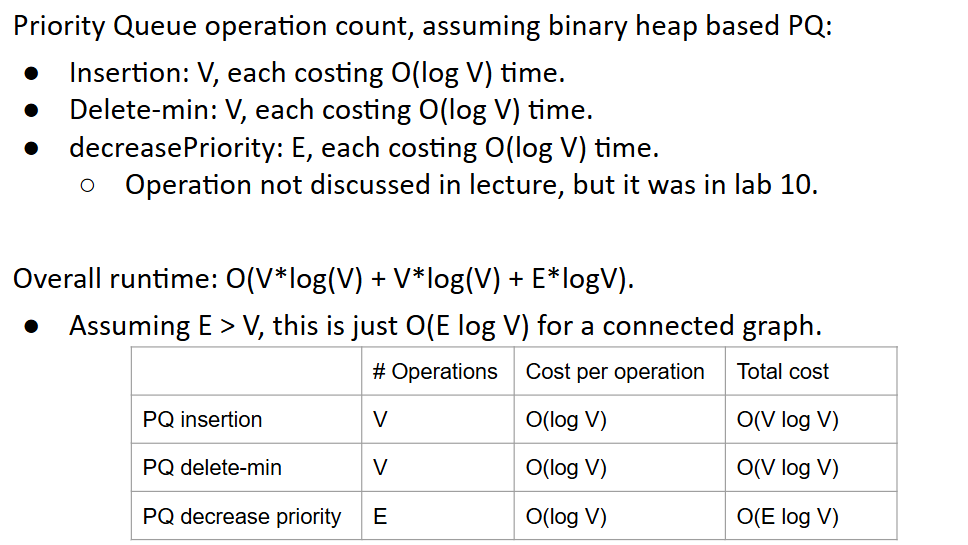 Priority Queue operation count, assuming binary heap based PQ:
● Insertion: V, each costing O(log V) time.
● Delete-min: V, each costing O(log V) time.
● decreasePriority: E, each costing O(log V) time.
○ Operation not discussed in lecture, but it was in lab 10.
Overall runtime: O(V*log(V) + V*log(V) + E*logV).
● Assuming E > V, this is just O(E log V) for a connected graph.
# Operations Cost per operation Total cost
PQ insertion V O(log V) O(V log V)
PQ delete-min V O(log V) O(V log V)
PQ decrease priority E O(log V) O(E log V)